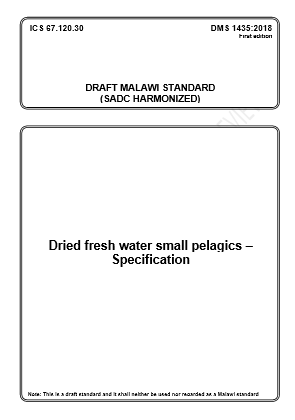 ICS 67.120.30
DMS 1435:2018
First edition
DRAFT MALAWI STANDARD
(SADC HARMONIZED)
Dried fresh water small pelagics –
Specification
Note: This is a draft standard and it shall neither be used nor regarded as a Malawi standard